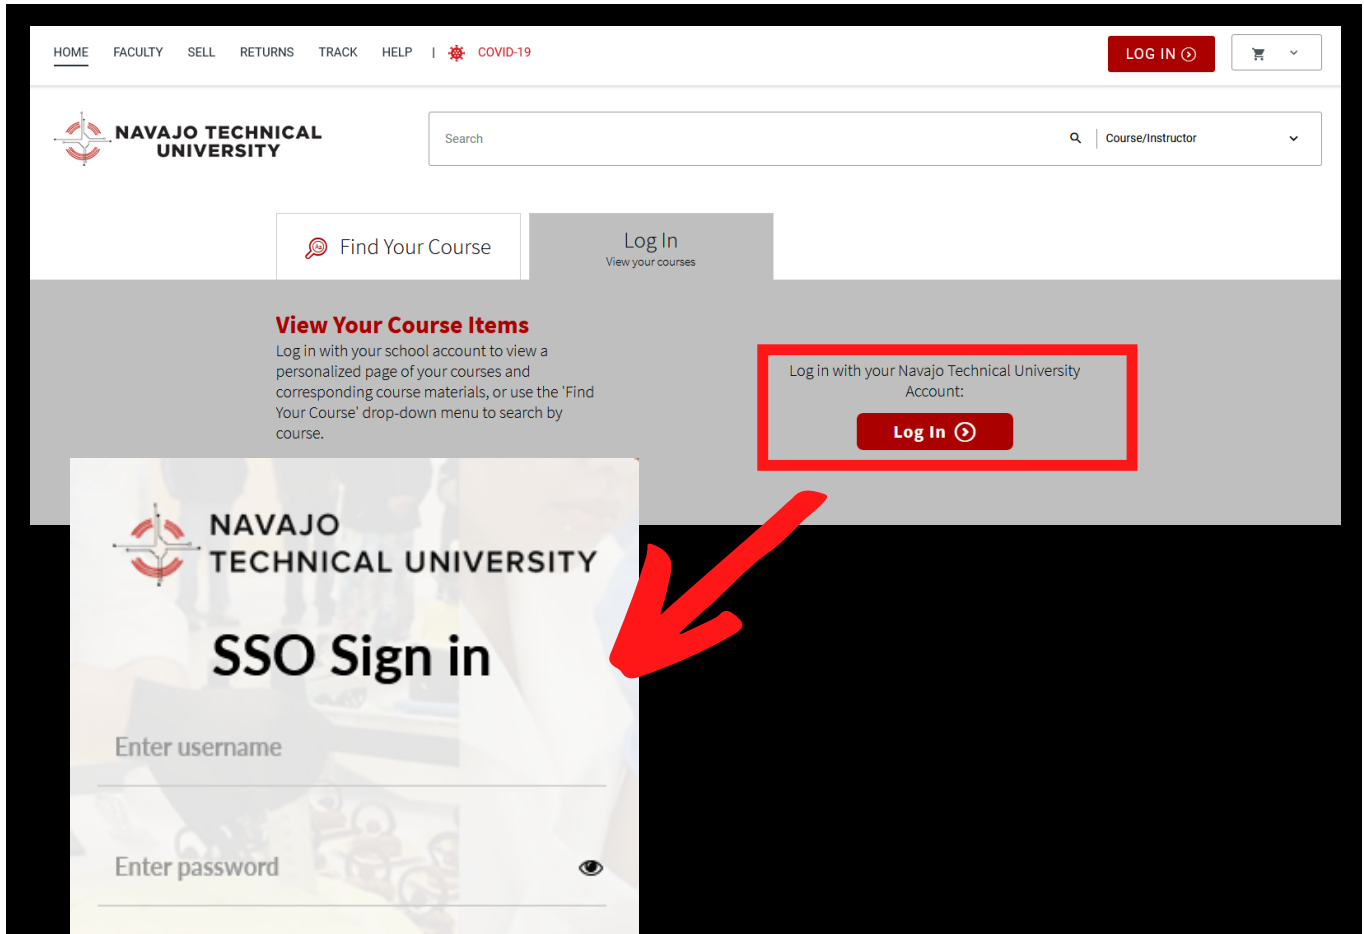 HOME FACULTY SELL RETURNS TRACK HELP | COVID-19
LOG IN
NAVAJO TECHNICAL
UNIVERSITY
Search
Course/Instructor
Find Your Course
Log In
View your courses
View Your Course Items
Log in with your school account to view a
personalized page of your courses and
corresponding course materials, or use the 'Find
Your Course' drop-down menu to search by
course.
Log in with your Navajo Technical University
Account:
Log In
NAVAJO
TECHNICAL UNIVERSITY
SSO Sign in
Enter username
Enter password